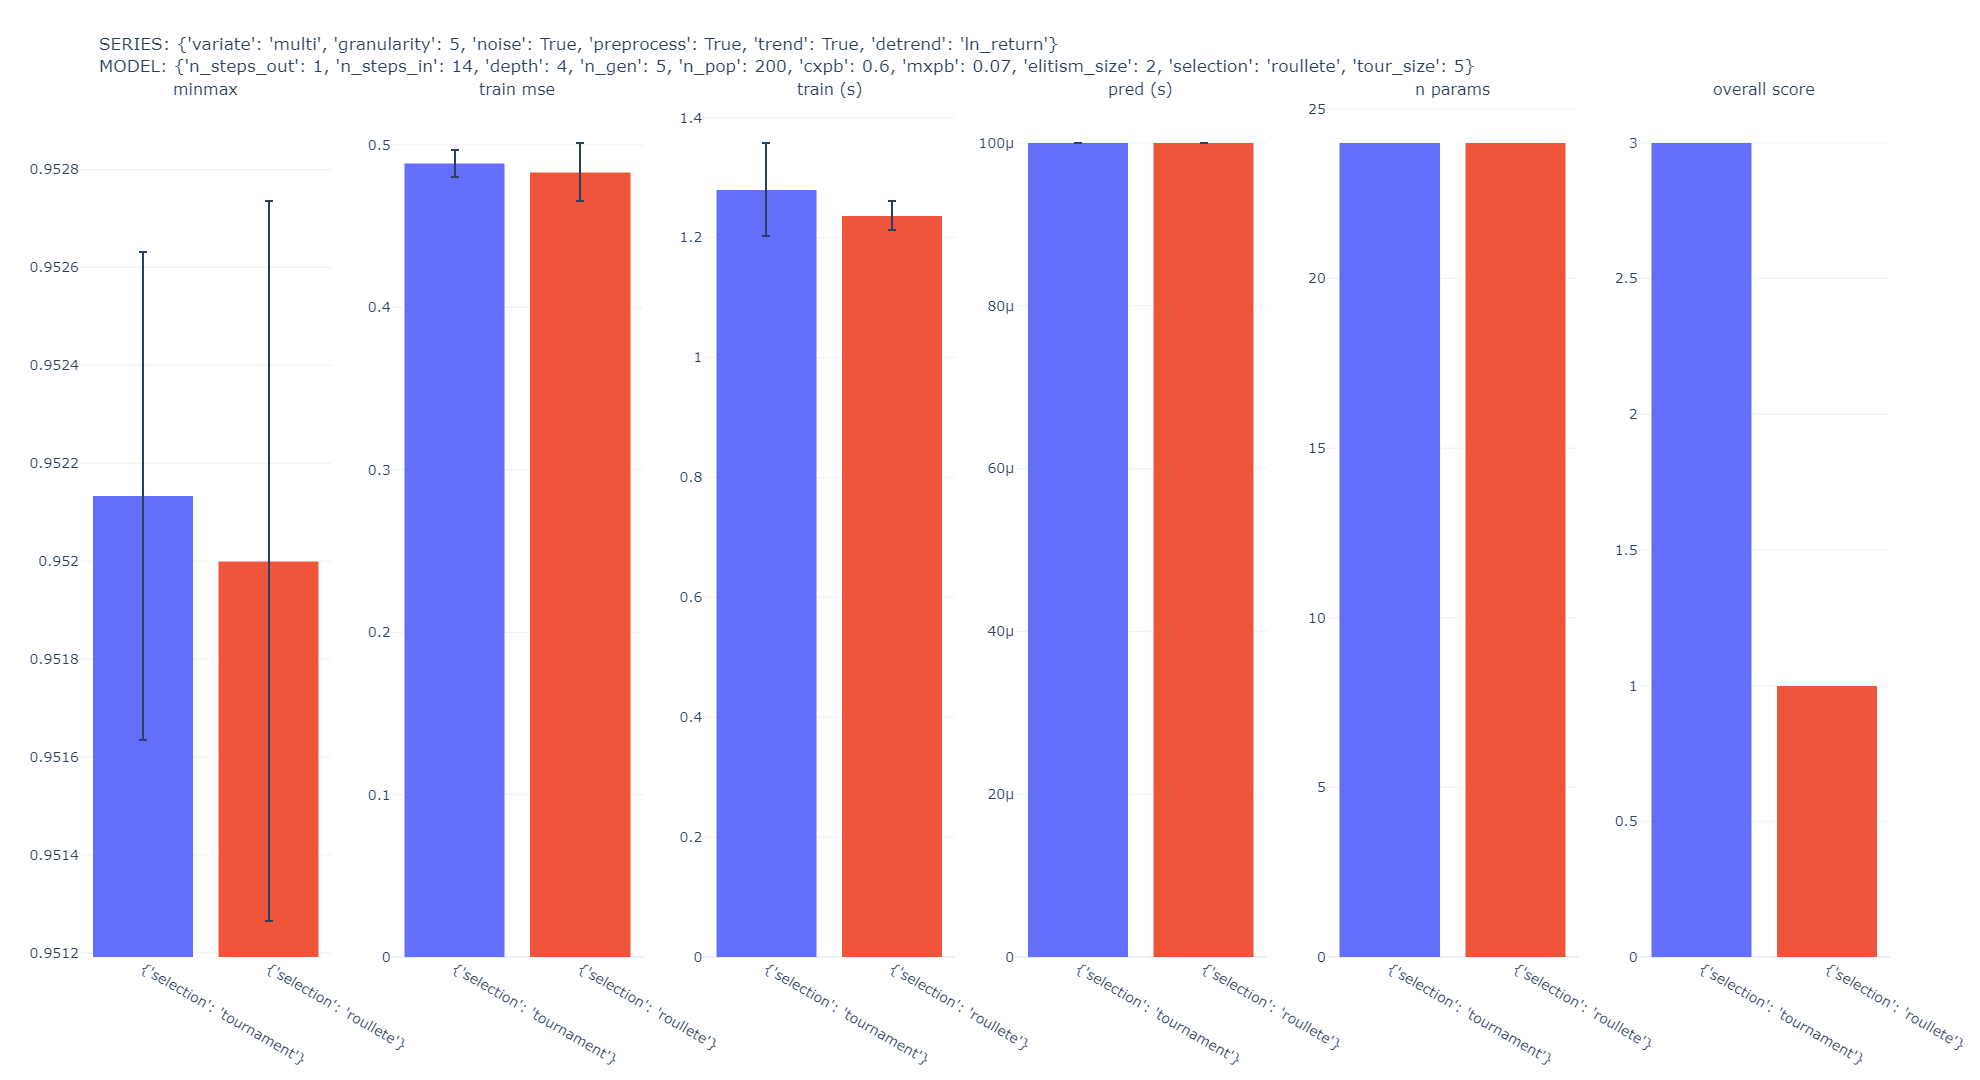 SERIES: {'variate': 'multi', 'granularity': 5, 'noise': True, 'preprocess': True, 'trend': True, 'detrend': 'ln_return'}
MODEL: {'n_steps_out': 1, 'n_steps_in': 14, 'depth': 4, 'n_gen': 5, 'n_pop': 200, 'cxpb': 0.6, 'mxpb': 0.07, 'elitism_size': 2, 'selection': 'roullete', 'tour_size': 5}
minmax
0.9528
0.9526
0.9524
0.9522
0.952
0.9518
0.9516
0.9514
0.9512
{'selection': 'tournament'}
{'selection': 'roullete'}
train mse
0.5
0.4
0.3
0.2
0.1
0
{'selection': 'tournament'}
{'selection': 'roullete'}
train (s)
1.4
1.2
1
0.8
0.6
0.4
0.2
0
{'selection': 'tournament'}
{'selection': 'roullete'}
pred (s)
100μ
80μ
60μ
40μ
20μ
0
{'selection': 'tournament'}
{'selection': 'roullete'}
n params
25
20
15
10
5
0
{'selection': 'tournament'}
{'selection': 'roullete'}
overall score
3
2.5
2
1.5
1
0.5
0
{'selection': 'tournament'}
{'selection': 'roullete'}